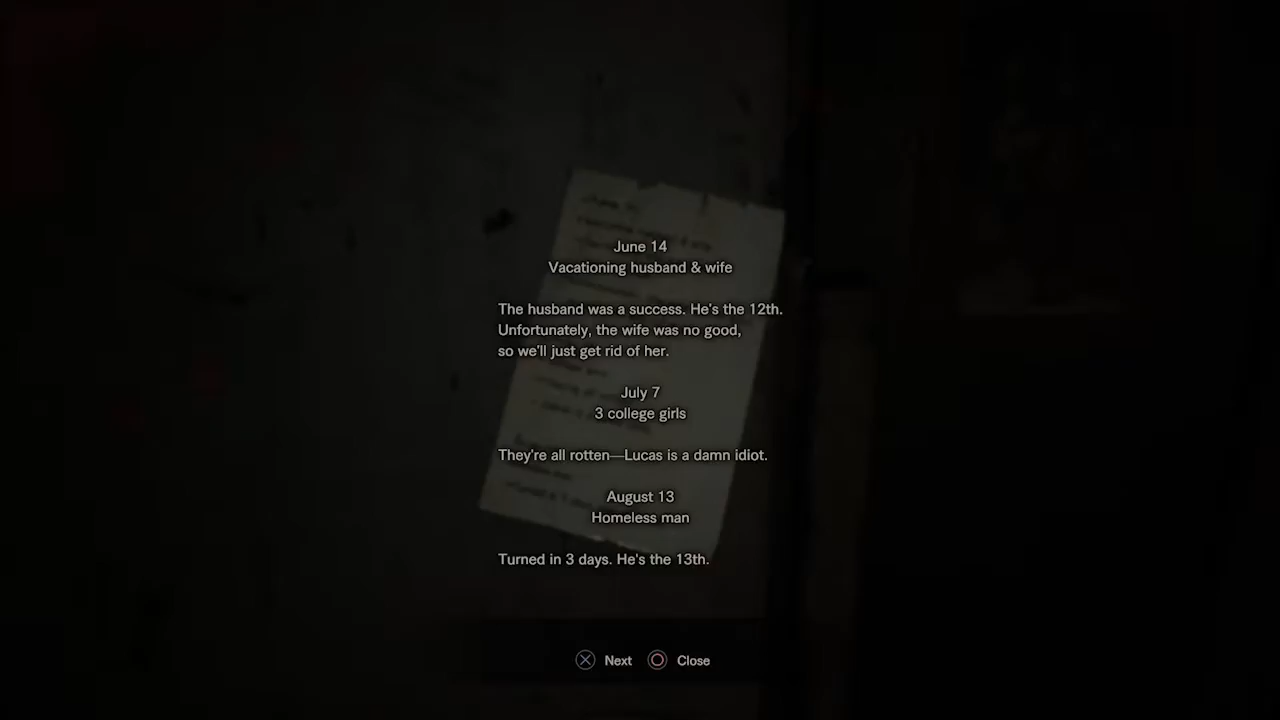 June 14
Vacationing husband & wife
The husband was a success. He's the 12th.
Unfortunately, the wife was no good,
so we'll just get rid of her.
July 7
3 college girls
They're all rotten—Lucas is a damn idiot.
August 13
Homeless man
Turned in 3 days. He's the 13th.
Next
Close